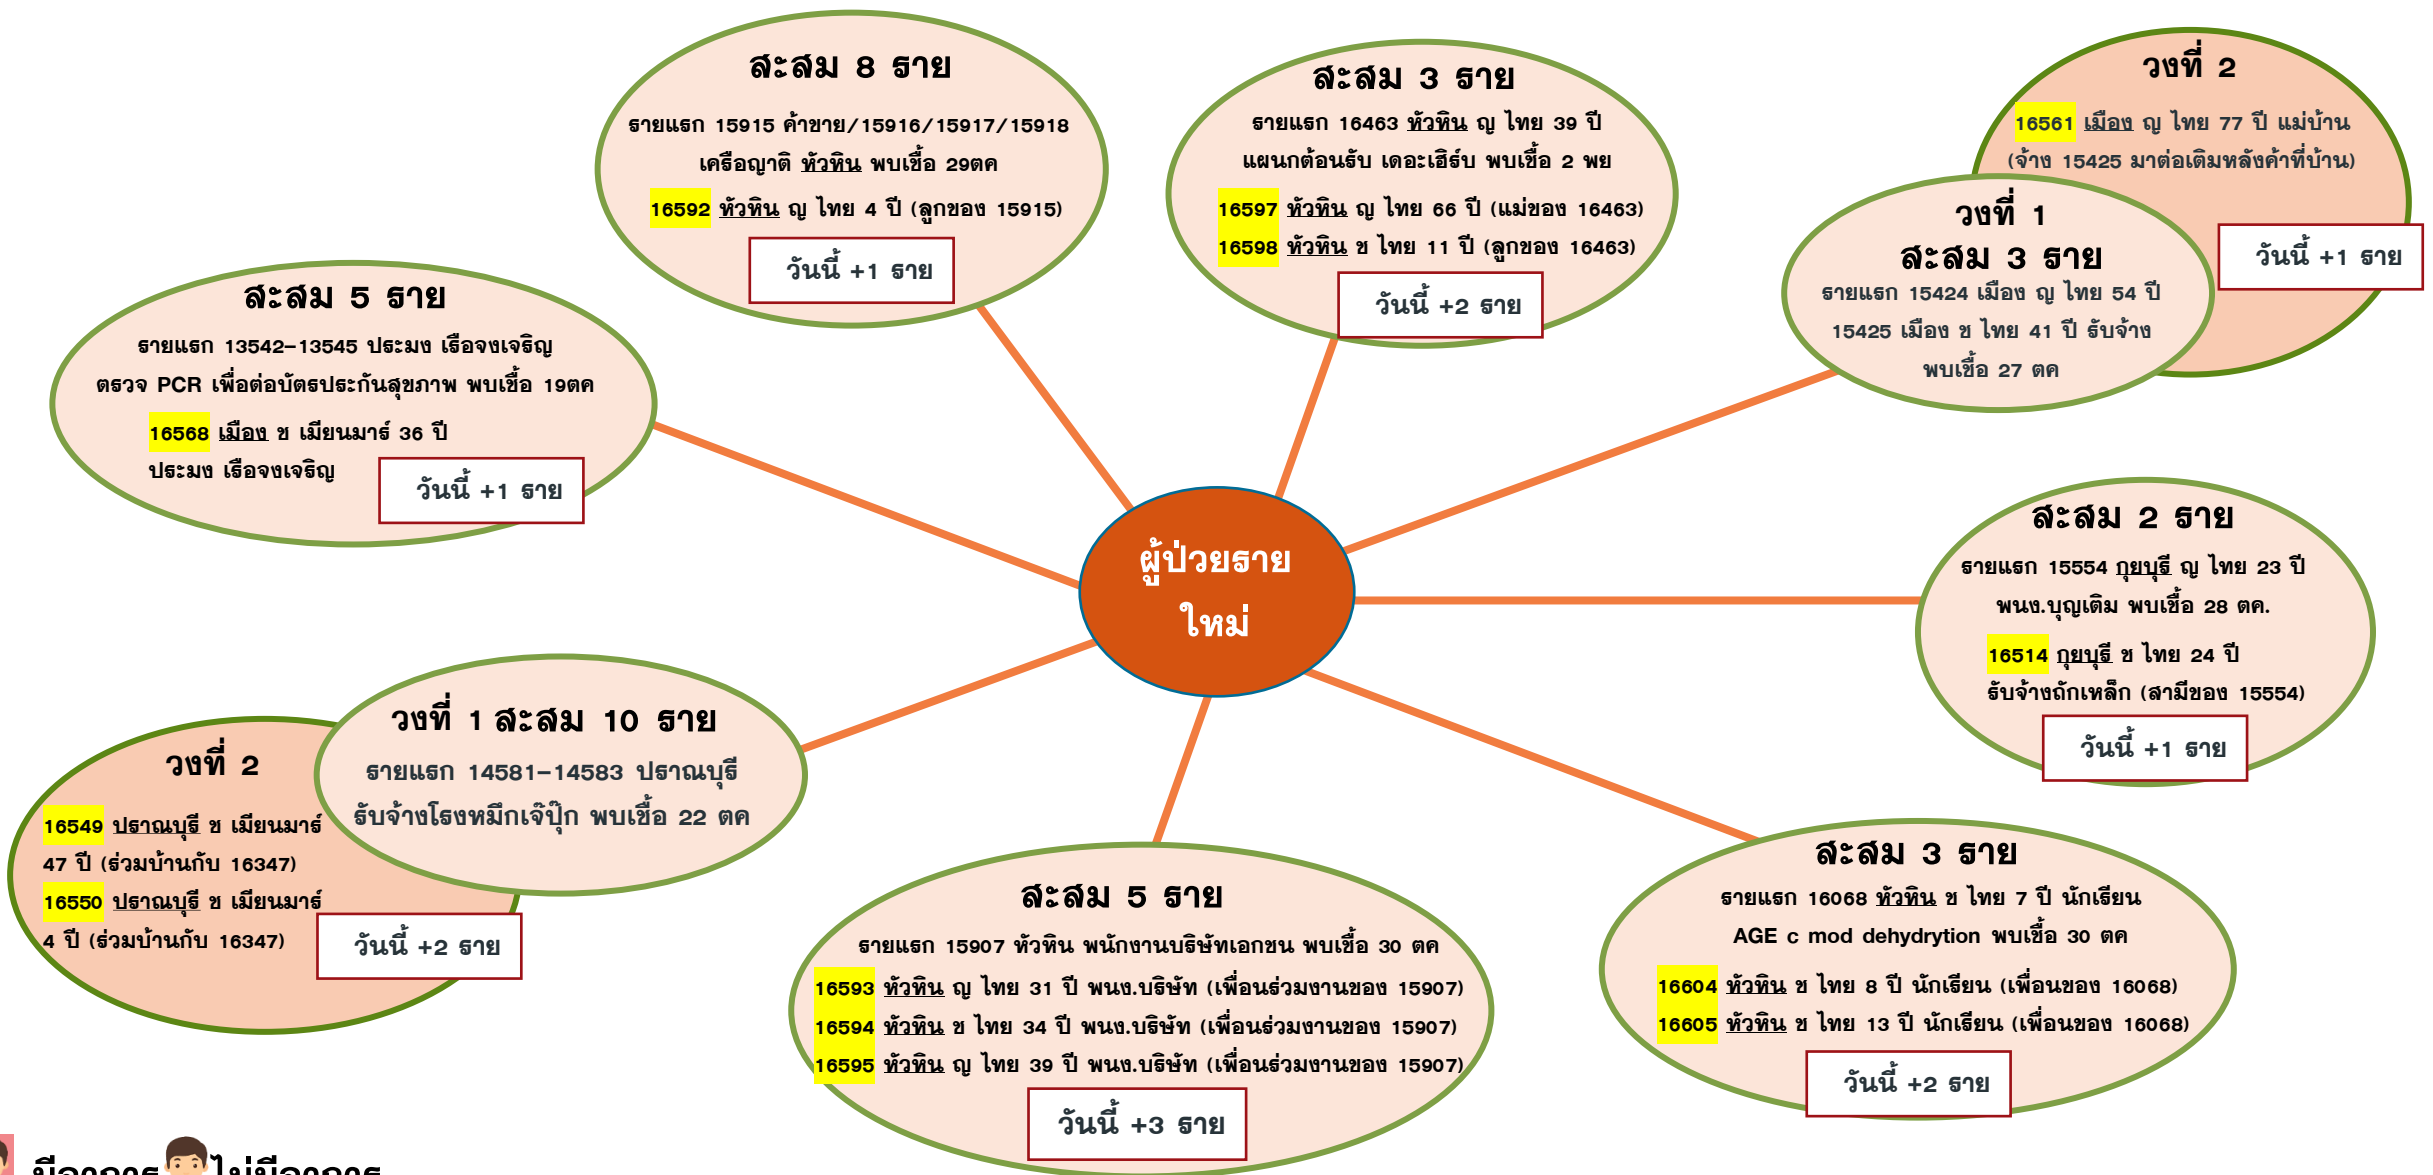 สะสม 8 ราย
รายแรก 15915 ค้าขาย/15916/15917/15918
เครือญาติ หัวหิน พบเชื้อ 29ตค
16592 หัวหิน ญ ไทย 4 ปี (ลูกของ 15915)
วันนี้ +1 ราย
สะสม 3 ราย
รายแรก 16463 หัวหิน ญ ไทย 39 ปี
แผนกต้อนรับ เดอะเฮิร์บ พบเชื้อ 2 พย
16597 หัวหิน ญ ไทย 66 ปี (แม่ของ 16463)
16598 หัวหิน ช ไทย 11 ปี (ลูกของ 16463)
วันนี้ +2 ราย
วงที่ 2
16561 เมือง ญ ไทย 77 ปี แม่บ้าน
(จ้าง 15425 มาต่อเติมหลังค้าที่บ้าน)
วันนี้ +1 ราย
วงที่ 1
สะสม 3 ราย
รายแรก 15424 เมือง ญ ไทย 54 ปี
15425 เมือง ช ไทย 41 ปี รับจ้าง
พบเชื้อ 27 ตค
สะสม 5 ราย
รายแรก 13542–13545 ประมง เรือจงเจริญ
ตรวจ PCR เพื่อต่อบัตรประกันสุขภาพ พบเชื้อ 19ตค
16568 เมือง ช เมียนมาร์ 36 ปี
ประมง เรือจงเจริญ
วันนี้ +1 ราย
ผู้ป่วยราย
ใหม่
สะสม 2 ราย
รายแรก 15554 กุยบุรี ญ ไทย 23 ปี
พนง.บุญเติม พบเชื้อ 28 ตค.
16514 กุยบุรี ช ไทย 24 ปี
รับจ้างถักเหล็ก (สามีของ 15554)
วันนี้ +1 ราย
วงที่ 1 สะสม 10 ราย
รายแรก 14581–14583 ปราณบุรี
รับจ้างโรงหมึกเจ๊ปุ๊ก พบเชื้อ 22 ตค
วงที่ 2
16549 ปราณบุรี ช เมียนมาร์
47 ปี (ร่วมบ้านกับ 16347)
16550 ปราณบุรี ช เมียนมาร์
4 ปี (ร่วมบ้านกับ 16347)
วันนี้ +2 ราย
สะสม 5 ราย
รายแรก 15907 หัวหิน พนักงานบริษัทเอกชน พบเชื้อ 30 ตค
16593 หัวหิน ญ ไทย 31 ปี พนง.บริษัท (เพื่อนร่วมงานของ 15907)
16594 หัวหิน ช ไทย 34 ปี พนง.บริษัท (เพื่อนร่วมงานของ 15907)
16595 หัวหิน ญ ไทย 39 ปี พนง.บริษัท (เพื่อนร่วมงานของ 15907)
วันนี้ +3 ราย
สะสม 3 ราย
รายแรก 16068 หัวหิน ช ไทย 7 ปี นักเรียน
AGE c mod dehydrytion พบเชื้อ 30 ตค
16604 หัวหิน ช ไทย 8 ปี นักเรียน (เพื่อนของ 16068)
16605 หัวหิน ช ไทย 13 ปี นักเรียน (เพื่อนของ 16068)
วันนี้ +2 ราย
มีอาการ ไม่มีอาการ